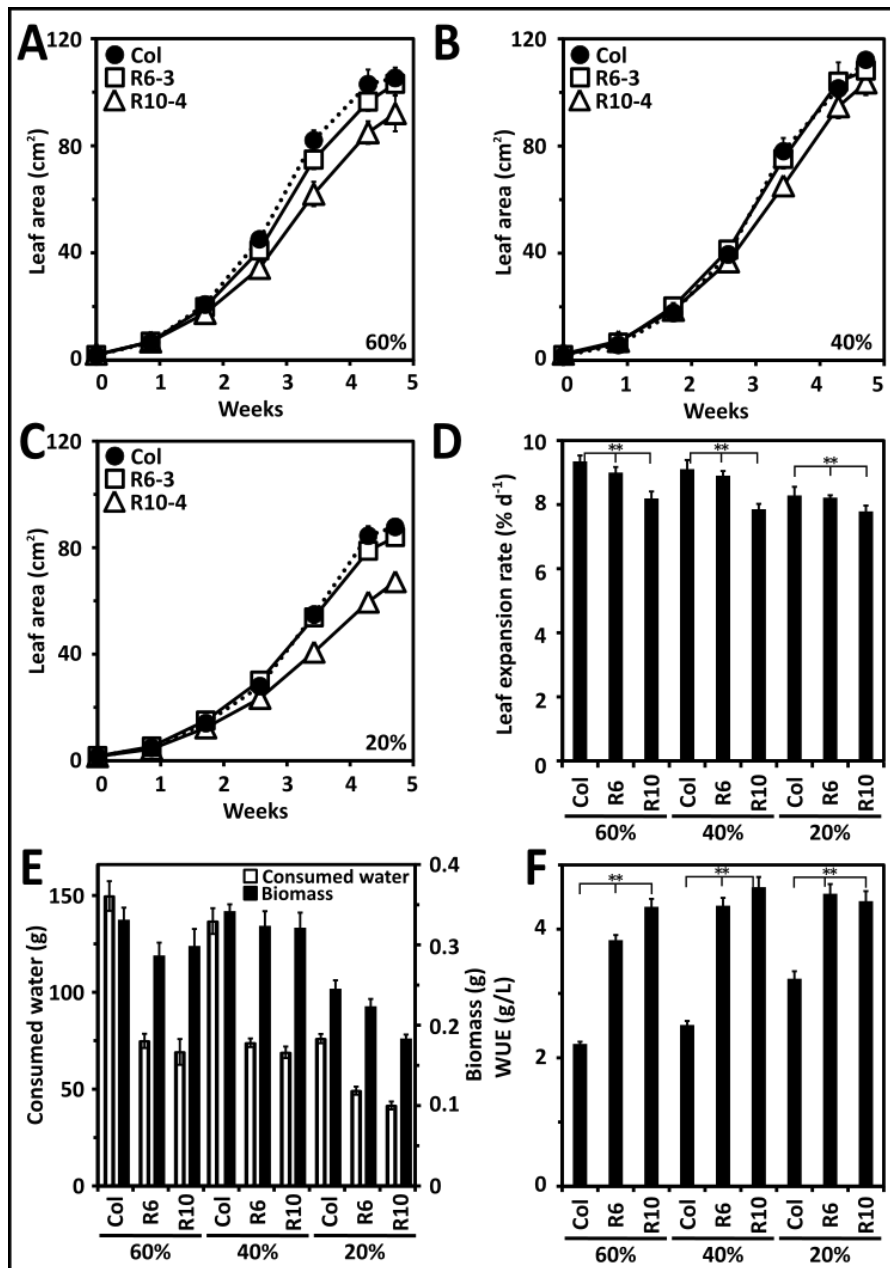 A
120
80
40
0
Leaf area (cm²)
Col
R6-3
R10-4
60%
0 1 2 3 4 5
Weeks
B
120
80
40
0
Leaf area (cm²)
Col
R6-3
R10-4
40%
0 1 2 3 4 5
Weeks
C
120
80
40
0
Leaf area (cm²)
Col
R6-3
R10-4
20%
0 1 2 3 4 5
Weeks
D
10
8
6
4
2
0
Leaf expansion rate (% d⁻¹)
** ** **
Col R6 R10 Col R6 R10 Col R6 R10
60% 40% 20%
E
150
100
50
0
Consumed water (g)
Consumed water
Biomass
0.4
0.3
0.2
0.1
0
Biomass (g)
Col R6 R10 Col R6 R10 Col R6 R10
60% 40% 20%
F
4
2
0
WUE (g/L)
** ** **
Col R6 R10 Col R6 R10 Col R6 R10
60% 40% 20%